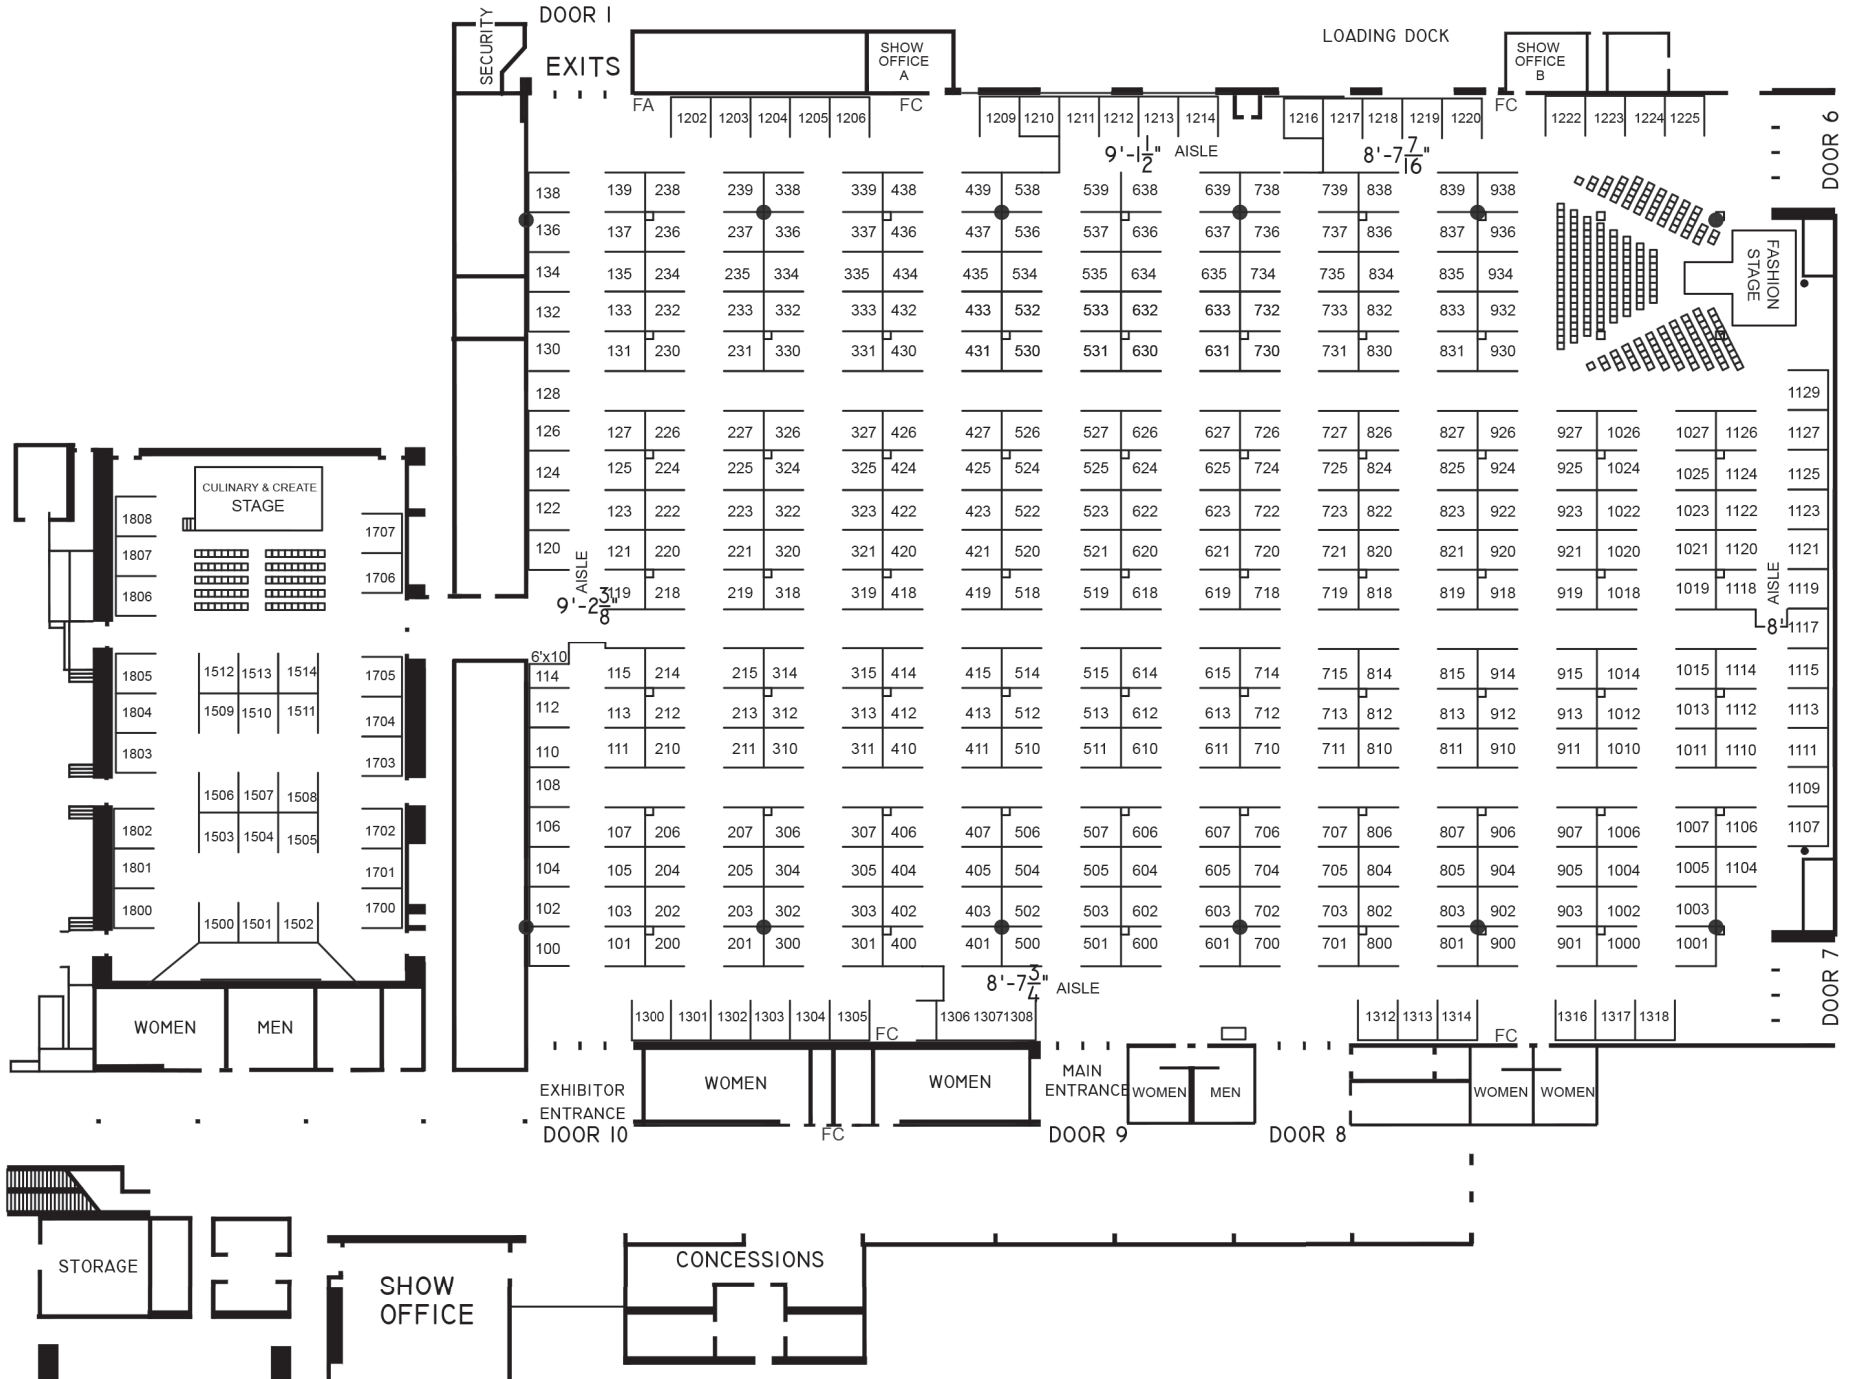 DOOR 1
SECURITY
EXITS
SHOW
OFFICE
A
LOADING DOCK
SHOW
OFFICE
B
FA
FC
FC
1202 1203 1204 1205 1206
1209 1210 1211 1212 1213 1214
1216 1217 1218 1219 1220
1222 1223 1224 1225
DOOR 6
9'-1 1/2" AISLE
8'-7 7/16"
138 139 238 239 338 339 438 439 538 539 638 639 738 739 838 839 938
136 137 236 237 336 337 436 437 536 537 636 637 736 737 836 837 936
134 135 234 235 334 335 434 435 534 535 634 635 734 735 834 835 934
132 133 232 233 332 333 432 433 532 533 632 633 732 733 832 833 932
130 131 230 231 330 331 430 431 530 531 630 631 730 731 830 831 930
FASHION
STAGE
128 1129
126 127 226 227 326 327 426 427 526 527 626 627 726 727 826 827 926 927 1026 1027 1126 1127
124 125 224 225 324 325 424 425 524 525 624 625 724 725 824 825 924 925 1024 1025 1124 1125
122 123 222 223 322 323 422 423 522 523 622 623 722 723 822 823 922 923 1022 1023 1122 1123
120 121 220 221 320 321 420 421 520 521 620 621 720 721 820 821 920 921 1020 1021 1120 1121
119 218 219 318 319 418 419 518 519 618 619 718 719 818 819 918 919 1018 1019 1118 1119
AISLE
9'-2 3/8"
AISLE
8'
1117
6'x10
114 115 214 215 314 315 414 415 514 515 614 615 714 715 814 815 914 915 1014 1015 1114 1115
112 113 212 213 312 313 412 413 512 513 612 613 712 713 812 813 912 913 1012 1013 1112 1113
110 111 210 211 310 311 410 411 510 511 610 611 710 711 810 811 910 911 1010 1011 1110 1111
108 1109
106 107 206 207 306 307 406 407 506 507 606 607 706 707 806 807 906 907 1006 1007 1106 1107
104 105 204 205 304 305 404 405 504 505 604 605 704 705 804 805 904 905 1004 1005 1104
102 103 202 203 302 303 402 403 502 503 602 603 702 703 802 803 902 903 1002 1003
100 101 200 201 300 301 400 401 500 501 600 601 700 701 800 801 900 901 1000 1001
8'-7 3/4" AISLE
DOOR 7
1300 1301 1302 1303 1304 1305
1306 1307 1308
1312 1313 1314
1316 1317 1318
FC
FC
CULINARY & CREATE
STAGE
1808 1707
1807 1706
1806
1805 1512 1513 1514 1705
1804 1509 1510 1511 1704
1803 1703
1506 1507 1508
1802 1503 1504 1505 1702
1801 1701
1800 1500 1501 1502 1700
WOMEN
MEN
EXHIBITOR
ENTRANCE
DOOR 10
WOMEN
FC
WOMEN
MAIN
ENTRANCE
DOOR 9
WOMEN
MEN
DOOR 8
WOMEN
WOMEN
STORAGE
SHOW
OFFICE
CONCESSIONS